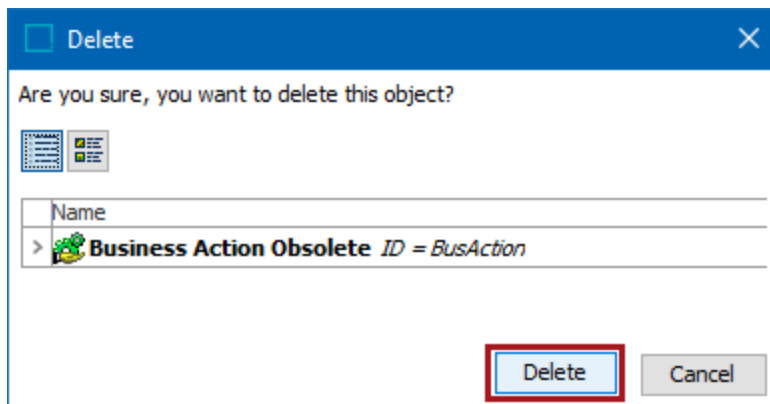 Delete
Are you sure, you want to delete this object?
Name
Business Action Obsolete ID = BusAction
Delete Cancel